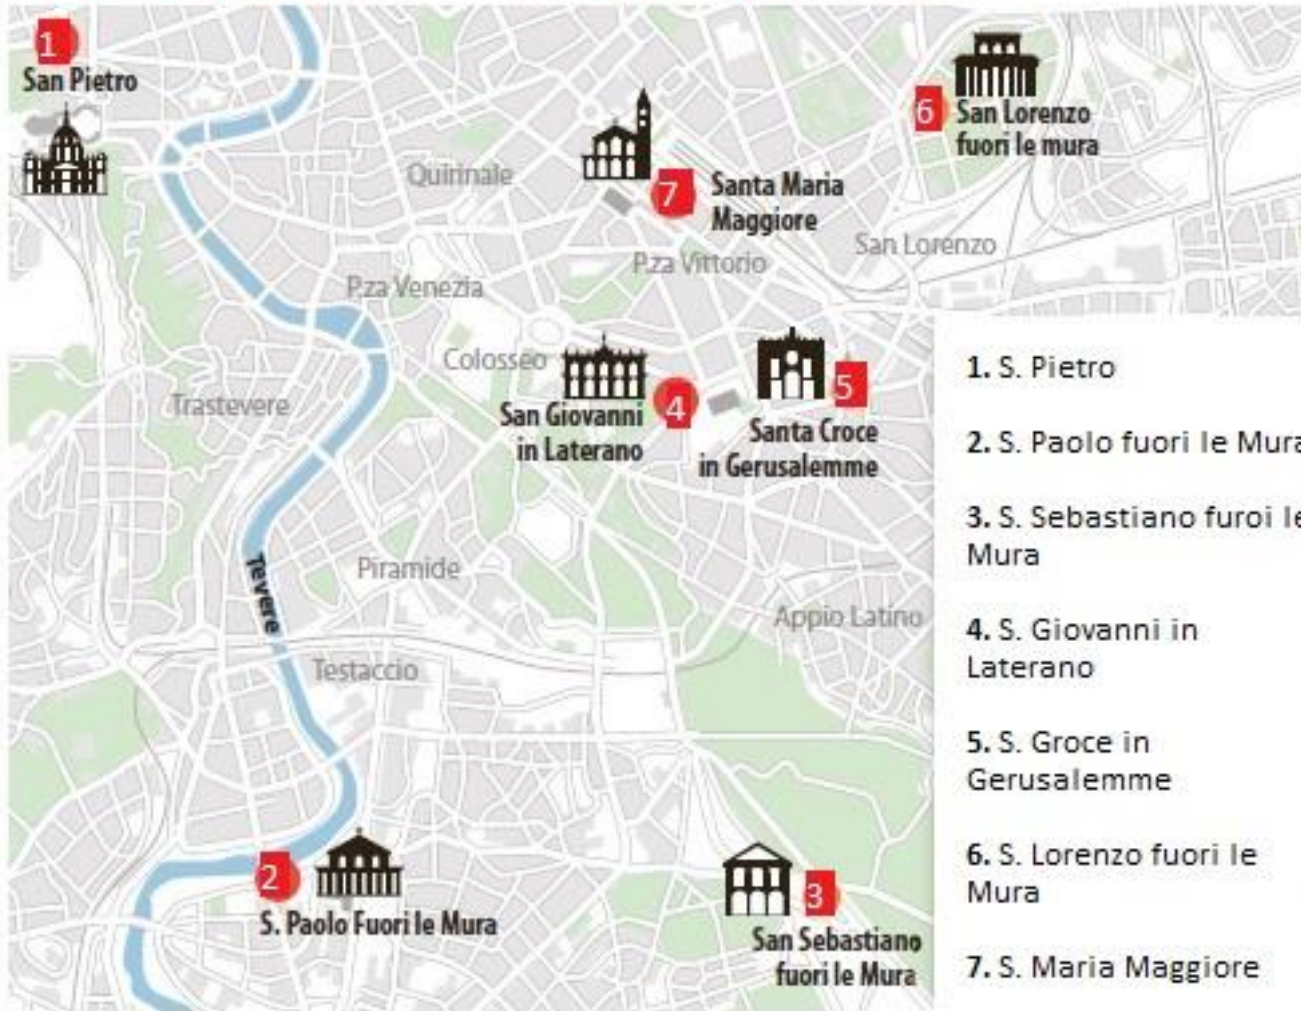 1
San Pietro
6
San Lorenzo
fuori le mura
Quirinale
7
Santa Maria
Maggiore
San Lorenzo
P.za Vittorio
P.za Venezia
Colosseo
Trastevere
San Giovanni
in Laterano
4
5
Santa Croce
in Gerusalemme
Tevere
Piramide
Appio Latino
Testaccio
2
S. Paolo Fuori le Mura
3
San Sebastiano
fuori le Mura
1. S. Pietro
2. S. Paolo fuori le Mura
3. S. Sebastiano furoi le
Mura
4. S. Giovanni in
Laterano
5. S. Groce in
Gerusalemme
6. S. Lorenzo fuori le
Mura
7. S. Maria Maggiore